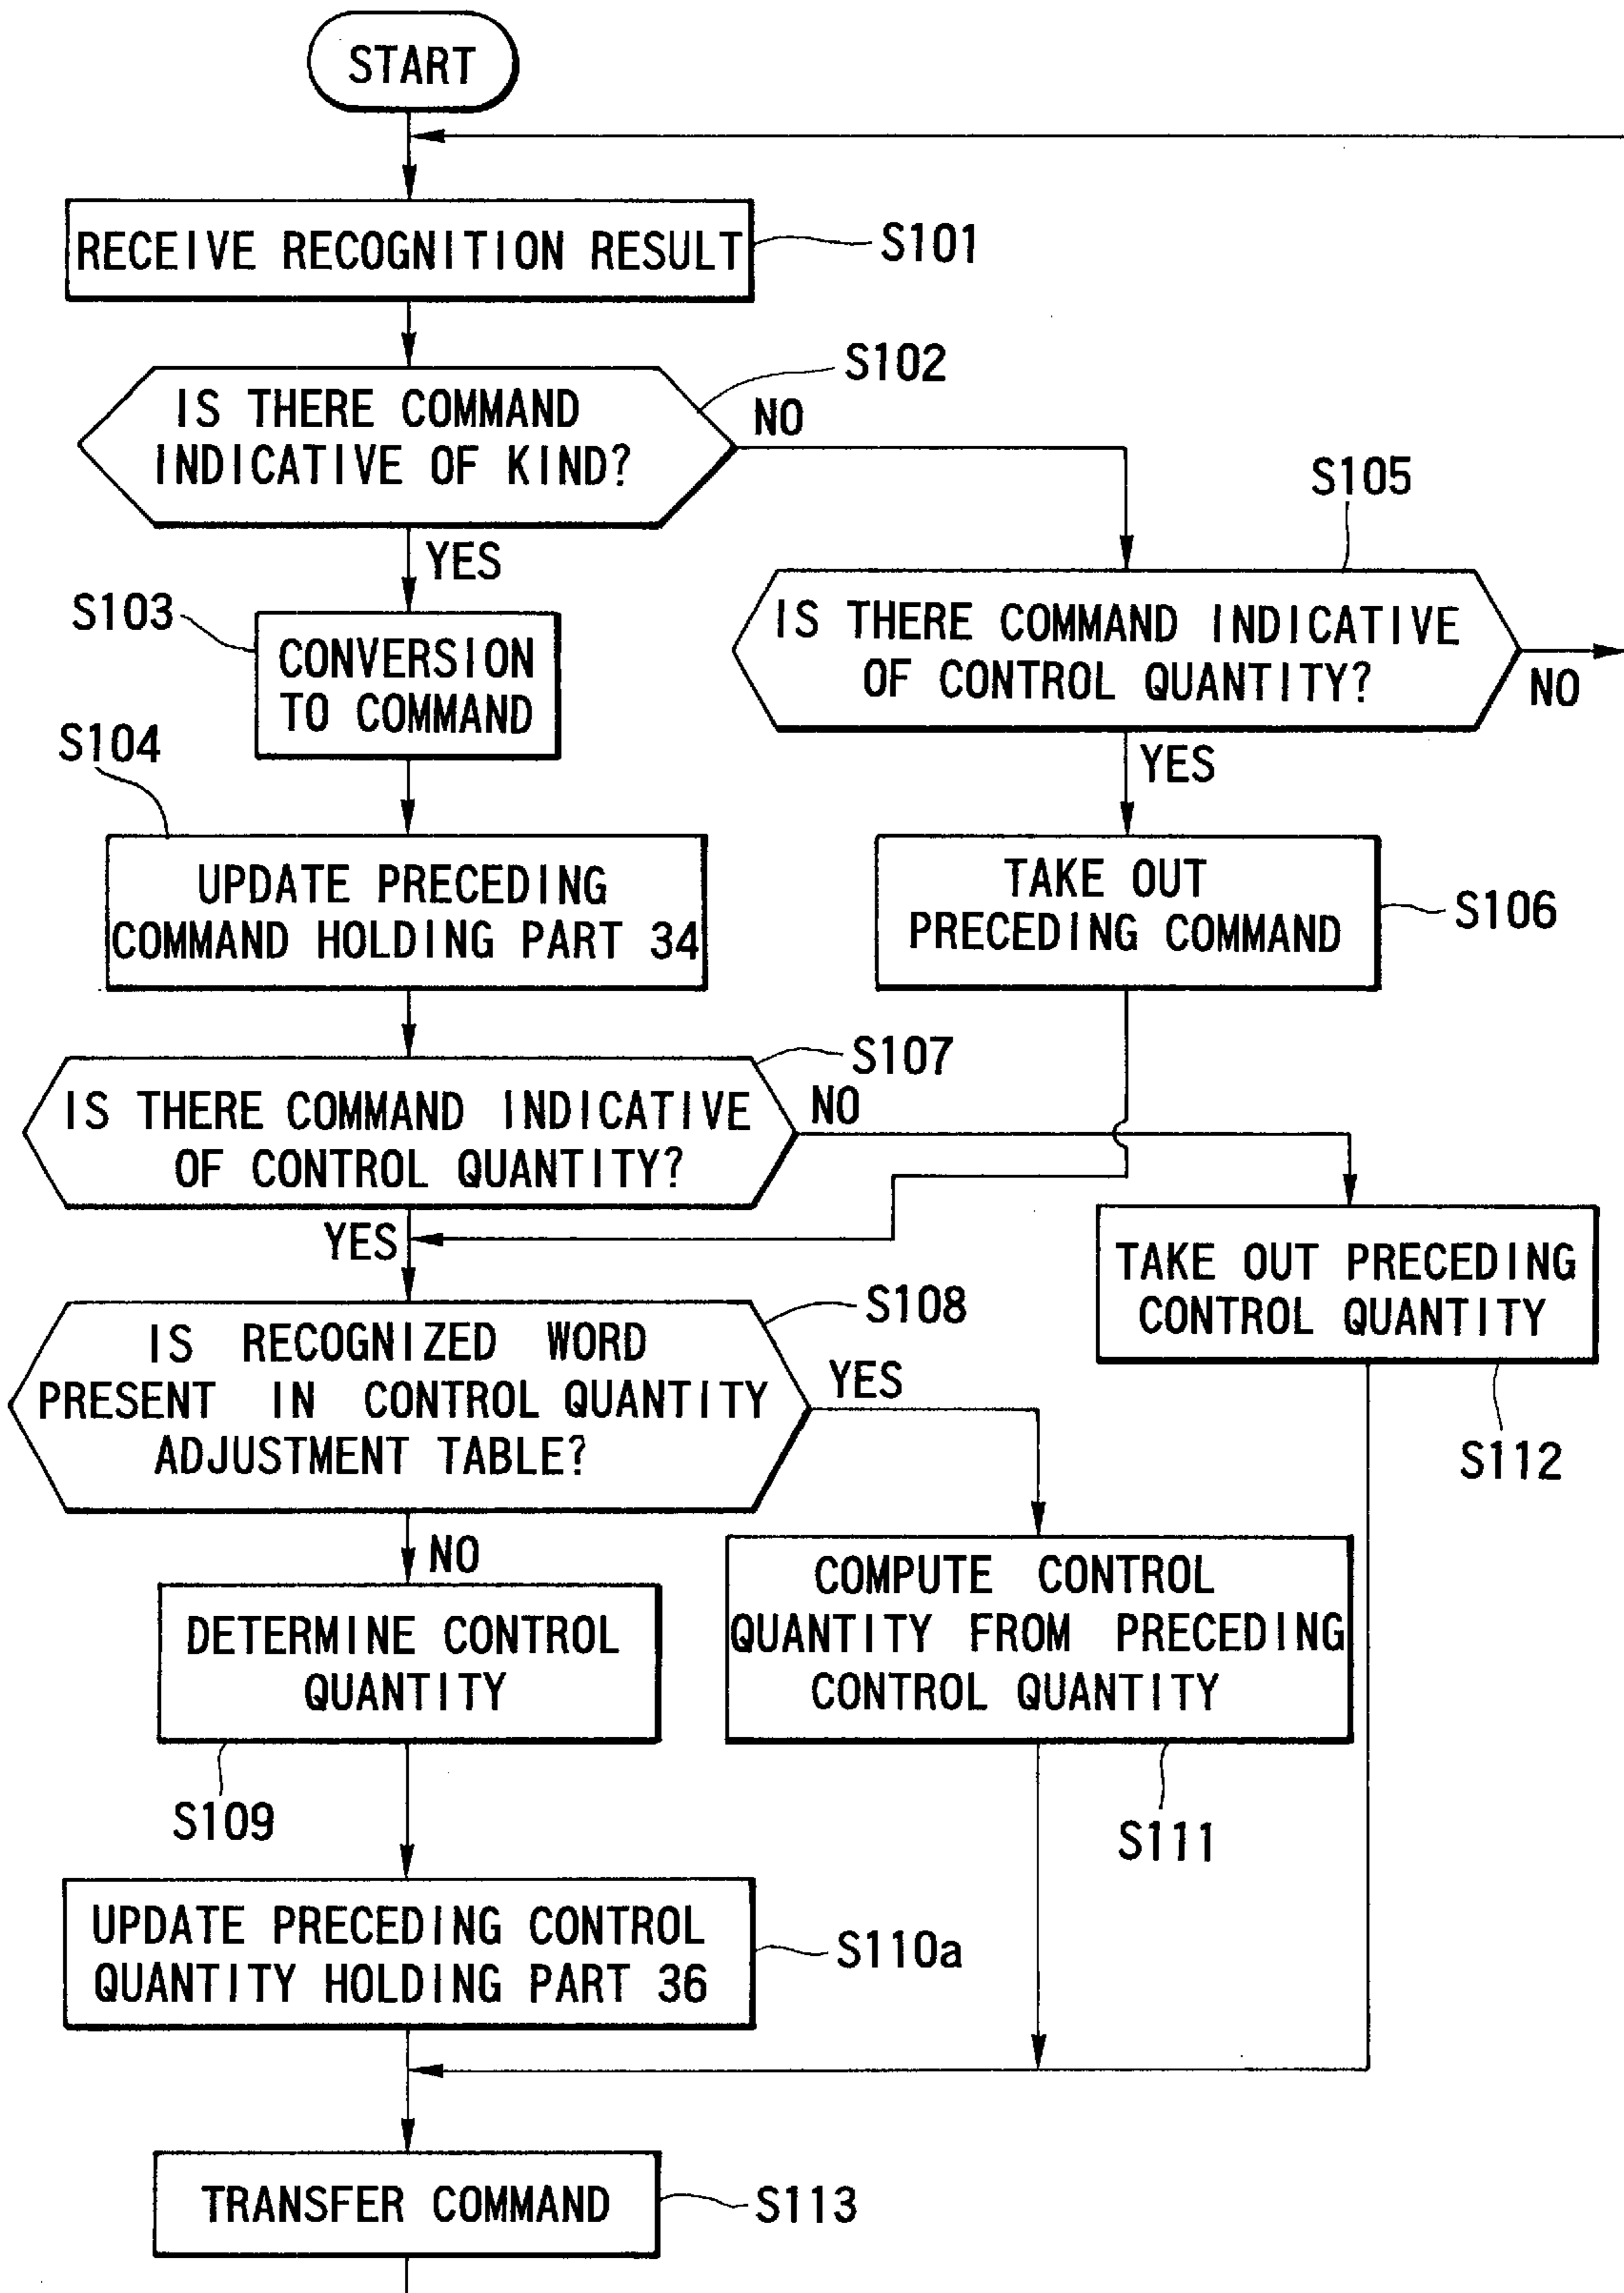 START
RECEIVE RECOGNITION RESULT
S101
IS THERE COMMAND
INDICATIVE OF KIND?
S102
NO
YES
S103
CONVERSION
TO COMMAND
S105
IS THERE COMMAND INDICATIVE
OF CONTROL QUANTITY?
NO
YES
S104
UPDATE PRECEDING
COMMAND HOLDING PART 34
TAKE OUT
PRECEDING COMMAND
S106
S107
IS THERE COMMAND INDICATIVE
OF CONTROL QUANTITY?
NO
YES
TAKE OUT PRECEDING
CONTROL QUANTITY
S112
S108
IS RECOGNIZED WORD
PRESENT IN CONTROL QUANTITY
ADJUSTMENT TABLE?
YES
NO
DETERMINE CONTROL
QUANTITY
S109
COMPUTE CONTROL
QUANTITY FROM PRECEDING
CONTROL QUANTITY
S111
UPDATE PRECEDING CONTROL
QUANTITY HOLDING PART 36
S110a
TRANSFER COMMAND
S113